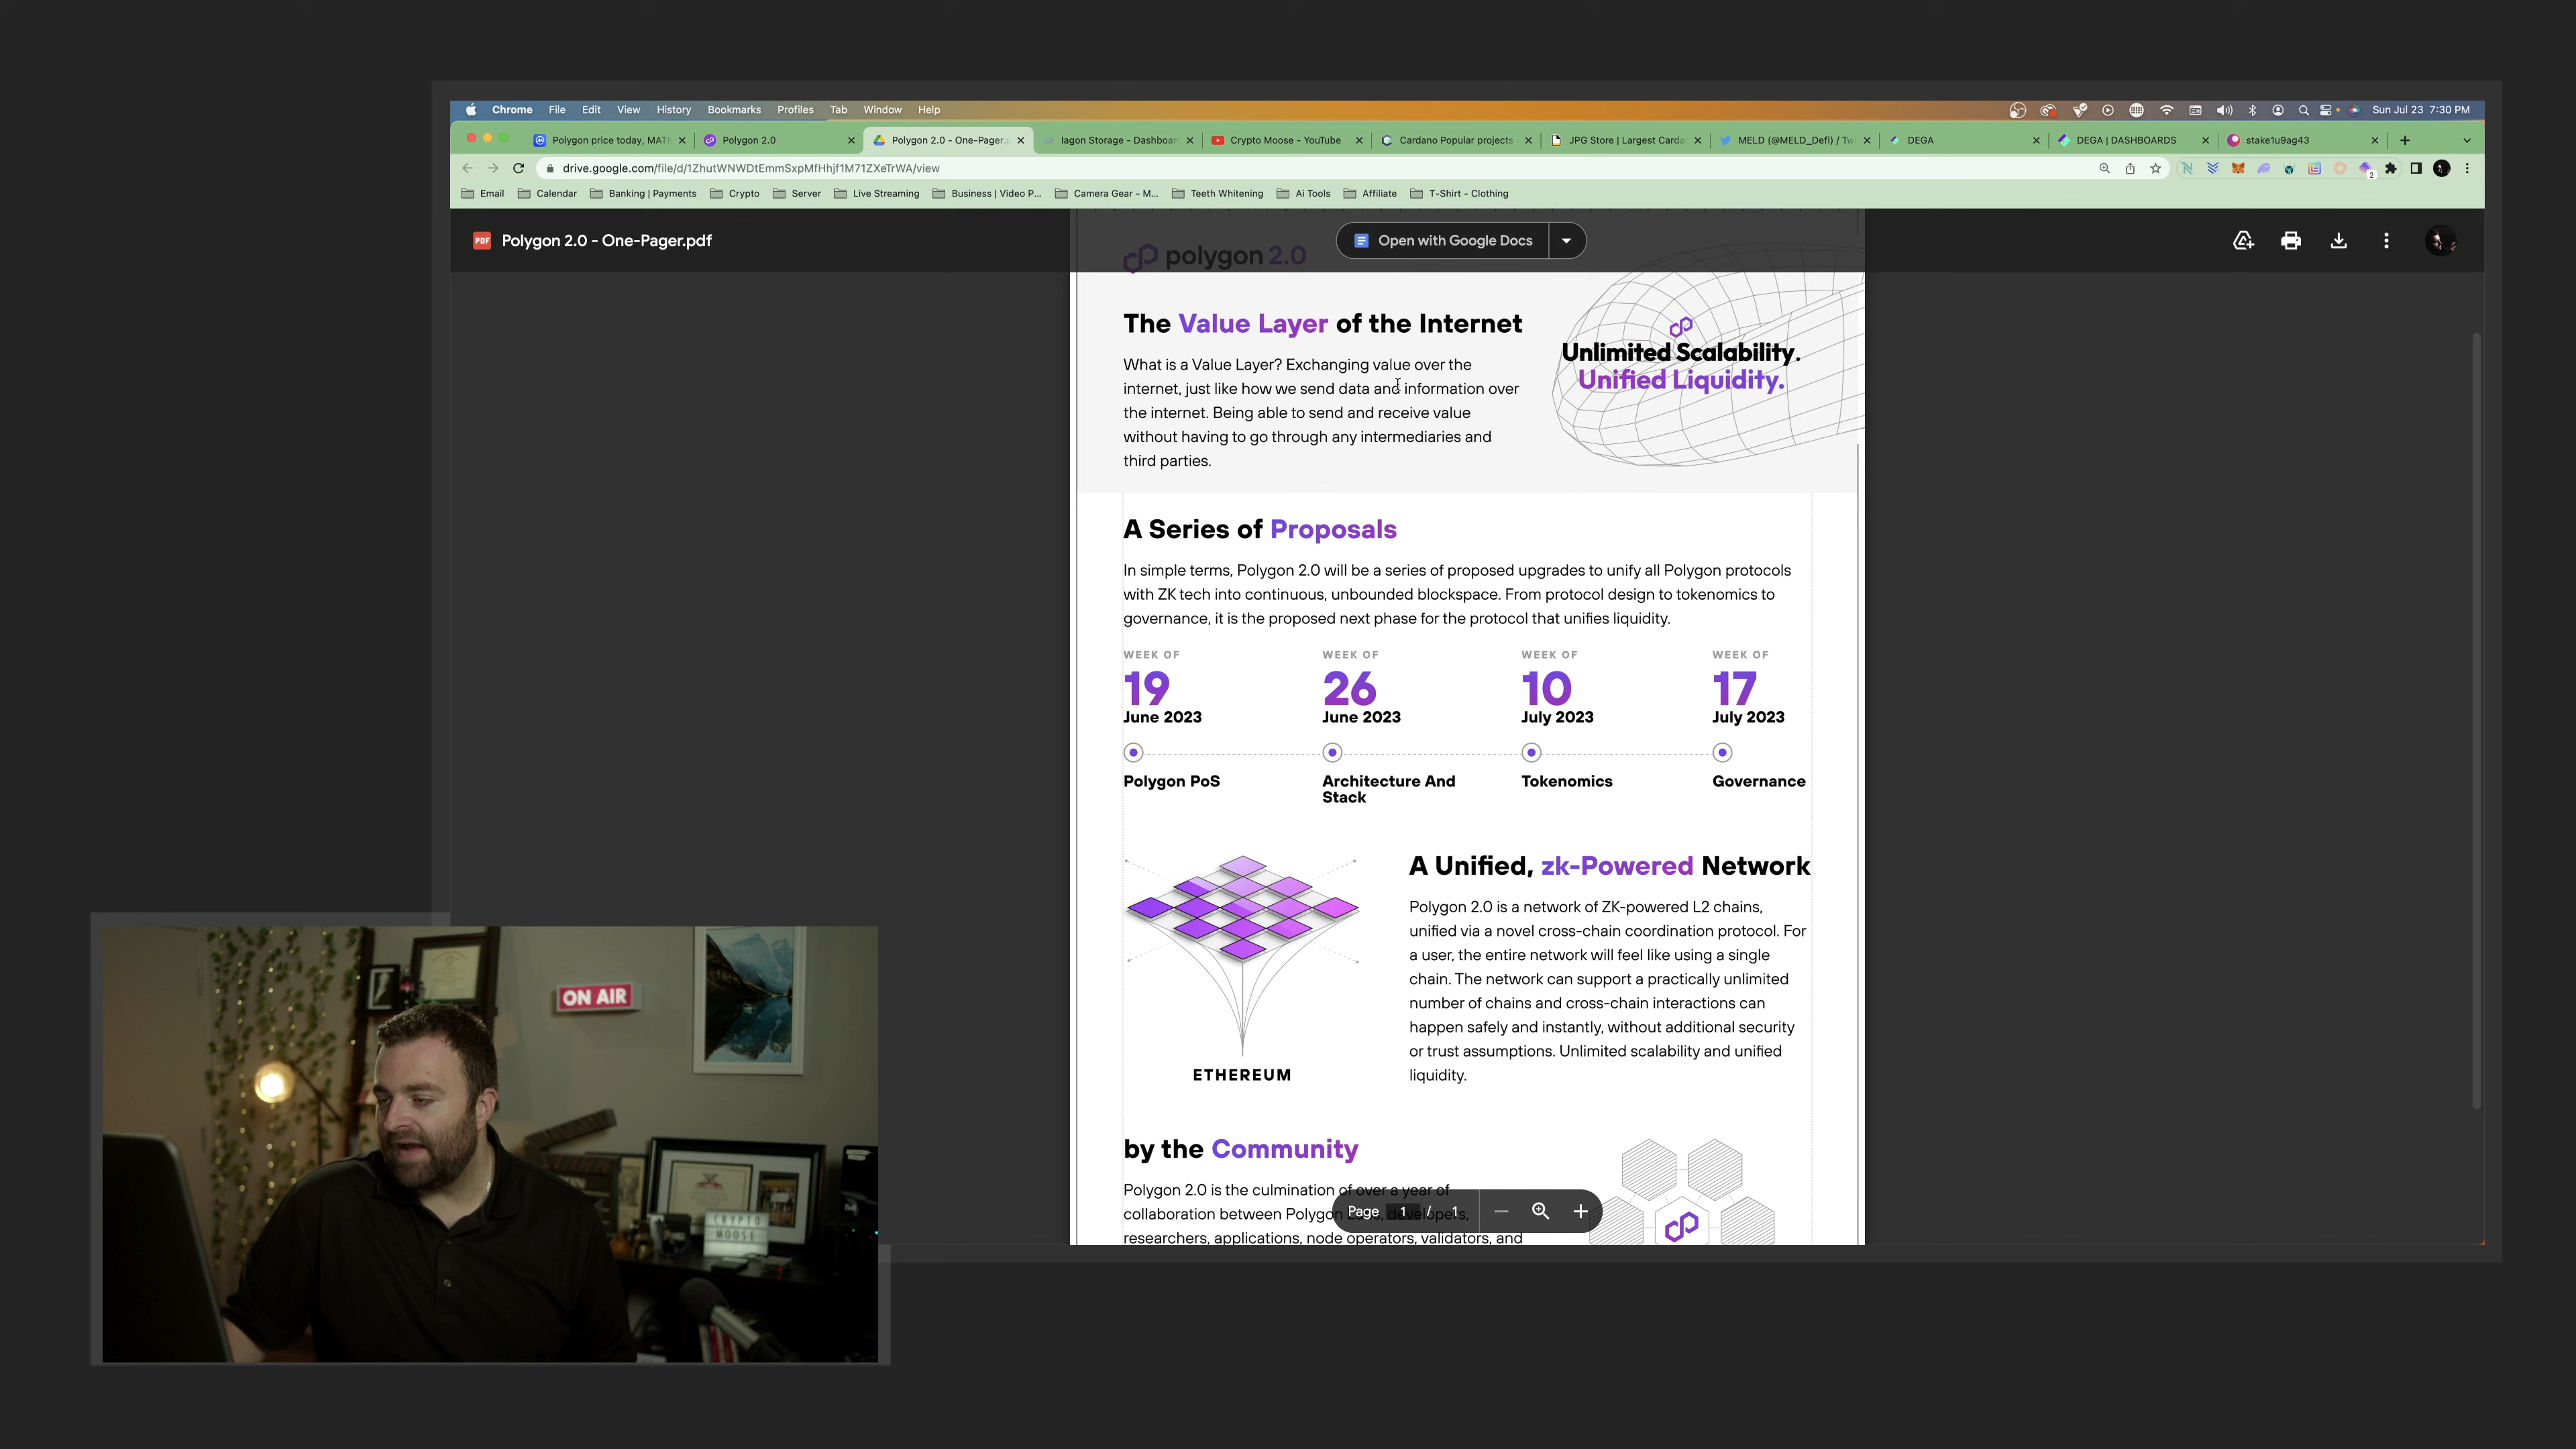 Chrome File Edit View History Bookmarks Profiles Tab Window Help
Sun Jul 23 7:30 PM
Polygon price today, MATI
Polygon 2.0
Polygon 2.0 - One-Pager.p
Iagon Storage - Dashboar
Crypto Moose - YouTube
Cardano Popular projects
JPG Store | Largest Carda
MELD (@MELD_Defi) / Tw
DEGA
DEGA | DASHBOARDS
stake1u9ag43
drive.google.com/file/d/1ZhutWNWDtEmmSxpMfHhjf1M71ZXeTrWA/view
2
Email Calendar Banking | Payments Crypto Server Live Streaming Business | Video P... Camera Gear - M... Teeth Whitening Ai Tools Affiliate T-Shirt - Clothing
PDF Polygon 2.0 - One-Pager.pdf
Open with Google Docs
polygon 2.0
The Value Layer of the Internet
What is a Value Layer? Exchanging value over the
internet, just like how we send data and information over
the internet. Being able to send and receive value
without having to go through any intermediaries and
third parties.
Unlimited Scalability.
Unified Liquidity.
A Series of Proposals
In simple terms, Polygon 2.0 will be a series of proposed upgrades to unify all Polygon protocols
with ZK tech into continuous, unbounded blockspace. From protocol design to tokenomics to
governance, it is the proposed next phase for the protocol that unifies liquidity.
WEEK OF
19
June 2023
Polygon PoS
WEEK OF
26
June 2023
Architecture And
Stack
WEEK OF
10
July 2023
Tokenomics
WEEK OF
17
July 2023
Governance
ETHEREUM
A Unified, zk-Powered Network
Polygon 2.0 is a network of ZK-powered L2 chains,
unified via a novel cross-chain coordination protocol. For
a user, the entire network will feel like using a single
chain. The network can support a practically unlimited
number of chains and cross-chain interactions can
happen safely and instantly, without additional security
or trust assumptions. Unlimited scalability and unified
liquidity.
by the Community
Polygon 2.0 is the culmination of over a year of
collaboration between Polygon Labs, developers,
researchers, applications, node operators, validators, and
Page 1 / 1
ON AIR
CRYPTO
MOOSE